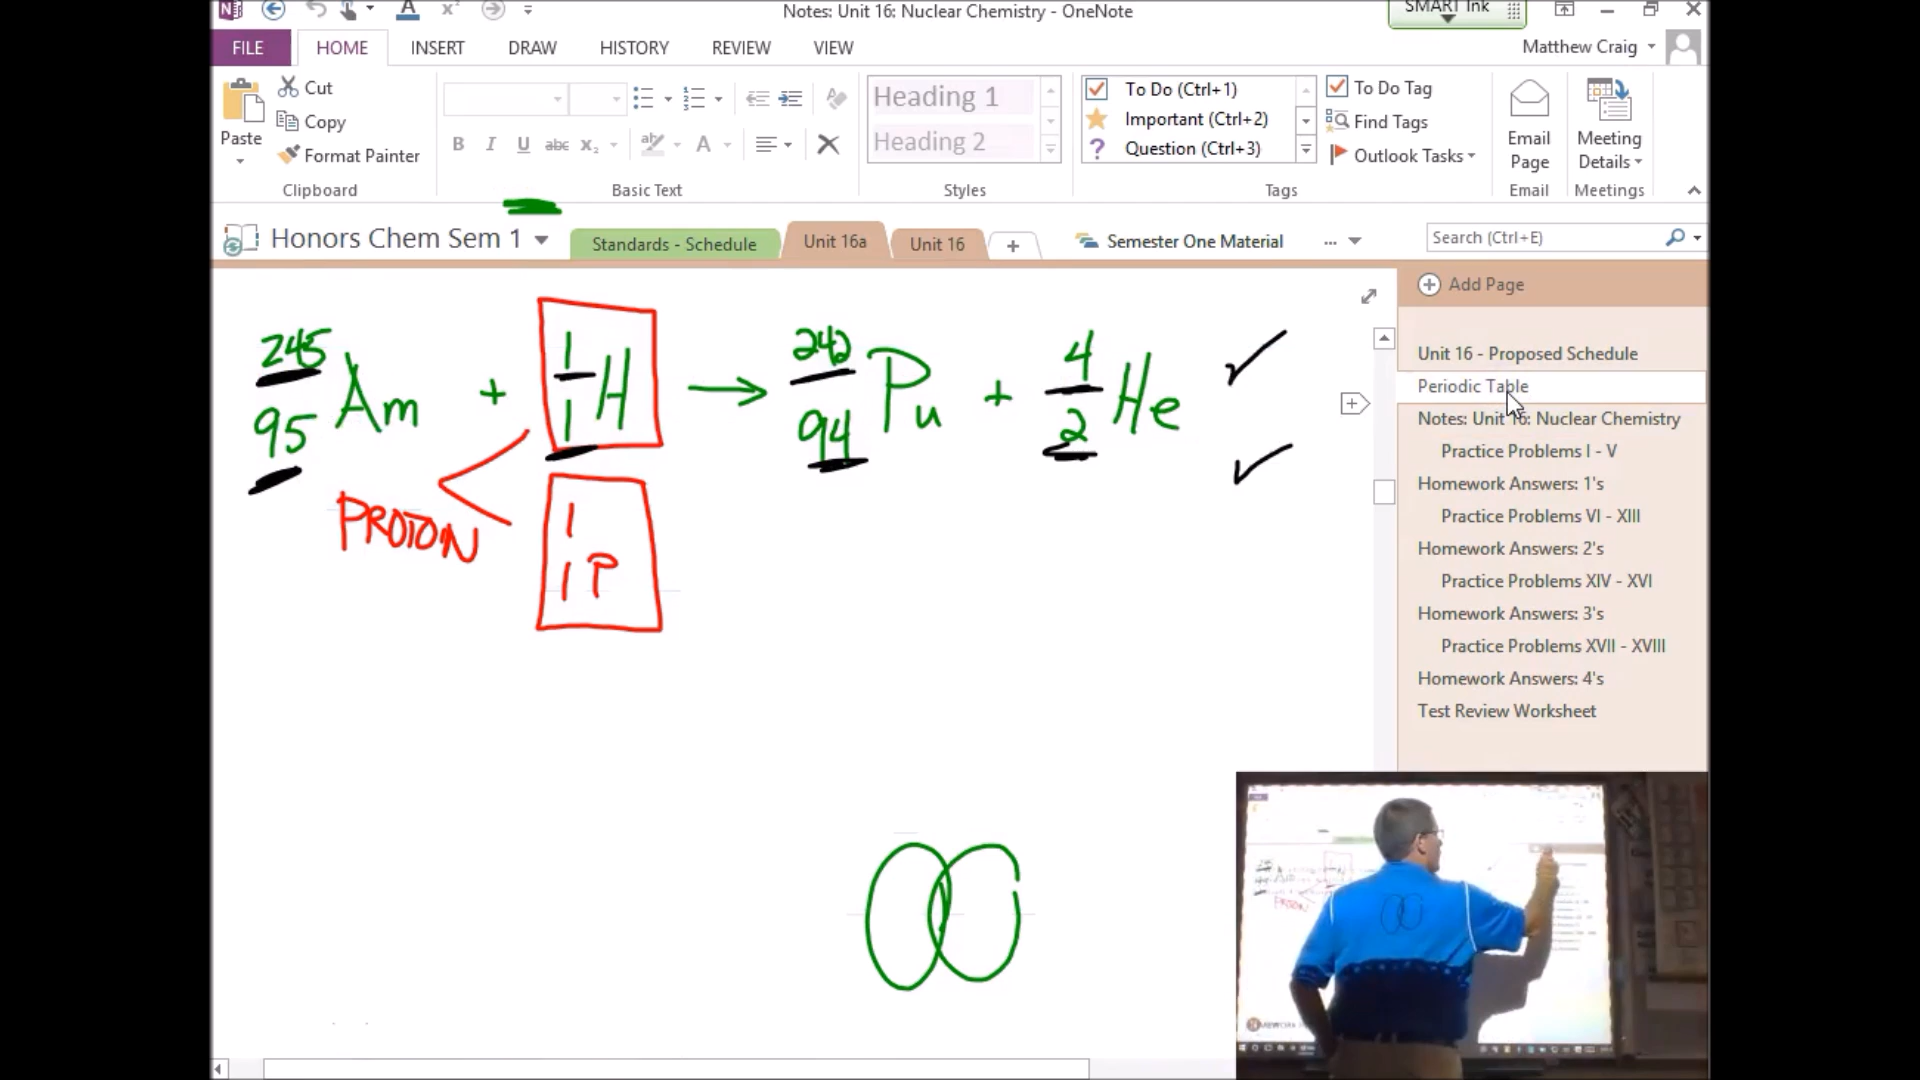 Notes: Unit 16: Nuclear Chemistry - OneNote
SMART Ink
FILE HOME INSERT DRAW HISTORY REVIEW VIEW
Matthew Craig
Paste
Cut
Copy
Format Painter
Clipboard
B I U abc x₂ A
Basic Text
Heading 1
Heading 2
Styles
To Do (Ctrl+1)
Important (Ctrl+2)
Question (Ctrl+3)
To Do Tag
Find Tags
Outlook Tasks
Tags
Email
Page
Email
Meeting
Details
Meetings
Honors Chem Sem 1
Standards - Schedule
Unit 16a
Unit 16
Semester One Material
...
Search (Ctrl+E)
245 95 Am + 1 1 H → 242 94 Pu + 4 2 He ✓
✓
PROTON
1 1 P
Add Page
Unit 16 - Proposed Schedule
Periodic Table
Notes: Unit 16: Nuclear Chemistry
Practice Problems I - V
Homework Answers: 1's
Practice Problems VI - XIII
Homework Answers: 2's
Practice Problems XIV - XVI
Homework Answers: 3's
Practice Problems XVII - XVIII
Homework Answers: 4's
Test Review Worksheet